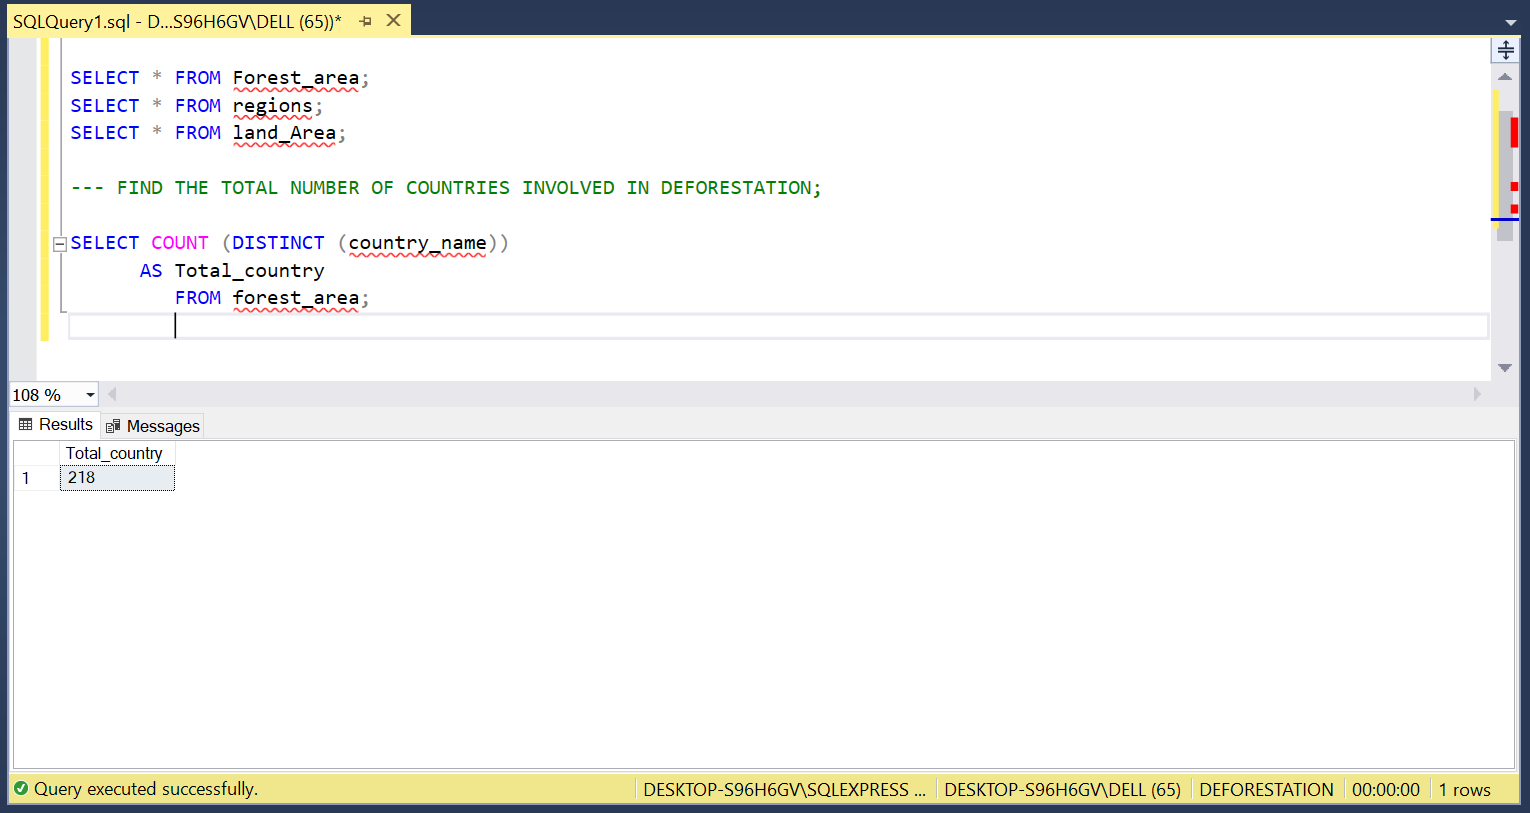 SQLQuery1.sql - D...S96H6GV\DELL (65))*
SELECT * FROM Forest_area;
SELECT * FROM regions;
SELECT * FROM land_Area;
--- FIND THE TOTAL NUMBER OF COUNTRIES INVOLVED IN DEFORESTATION;
SELECT COUNT (DISTINCT (country_name))
AS Total_country
FROM forest_area;
108 %
Results Messages
Total_country
1 218
Query executed successfully. DESKTOP-S96H6GV\SQLEXPRESS ... DESKTOP-S96H6GV\DELL (65) DEFORESTATION 00:00:00 1 rows